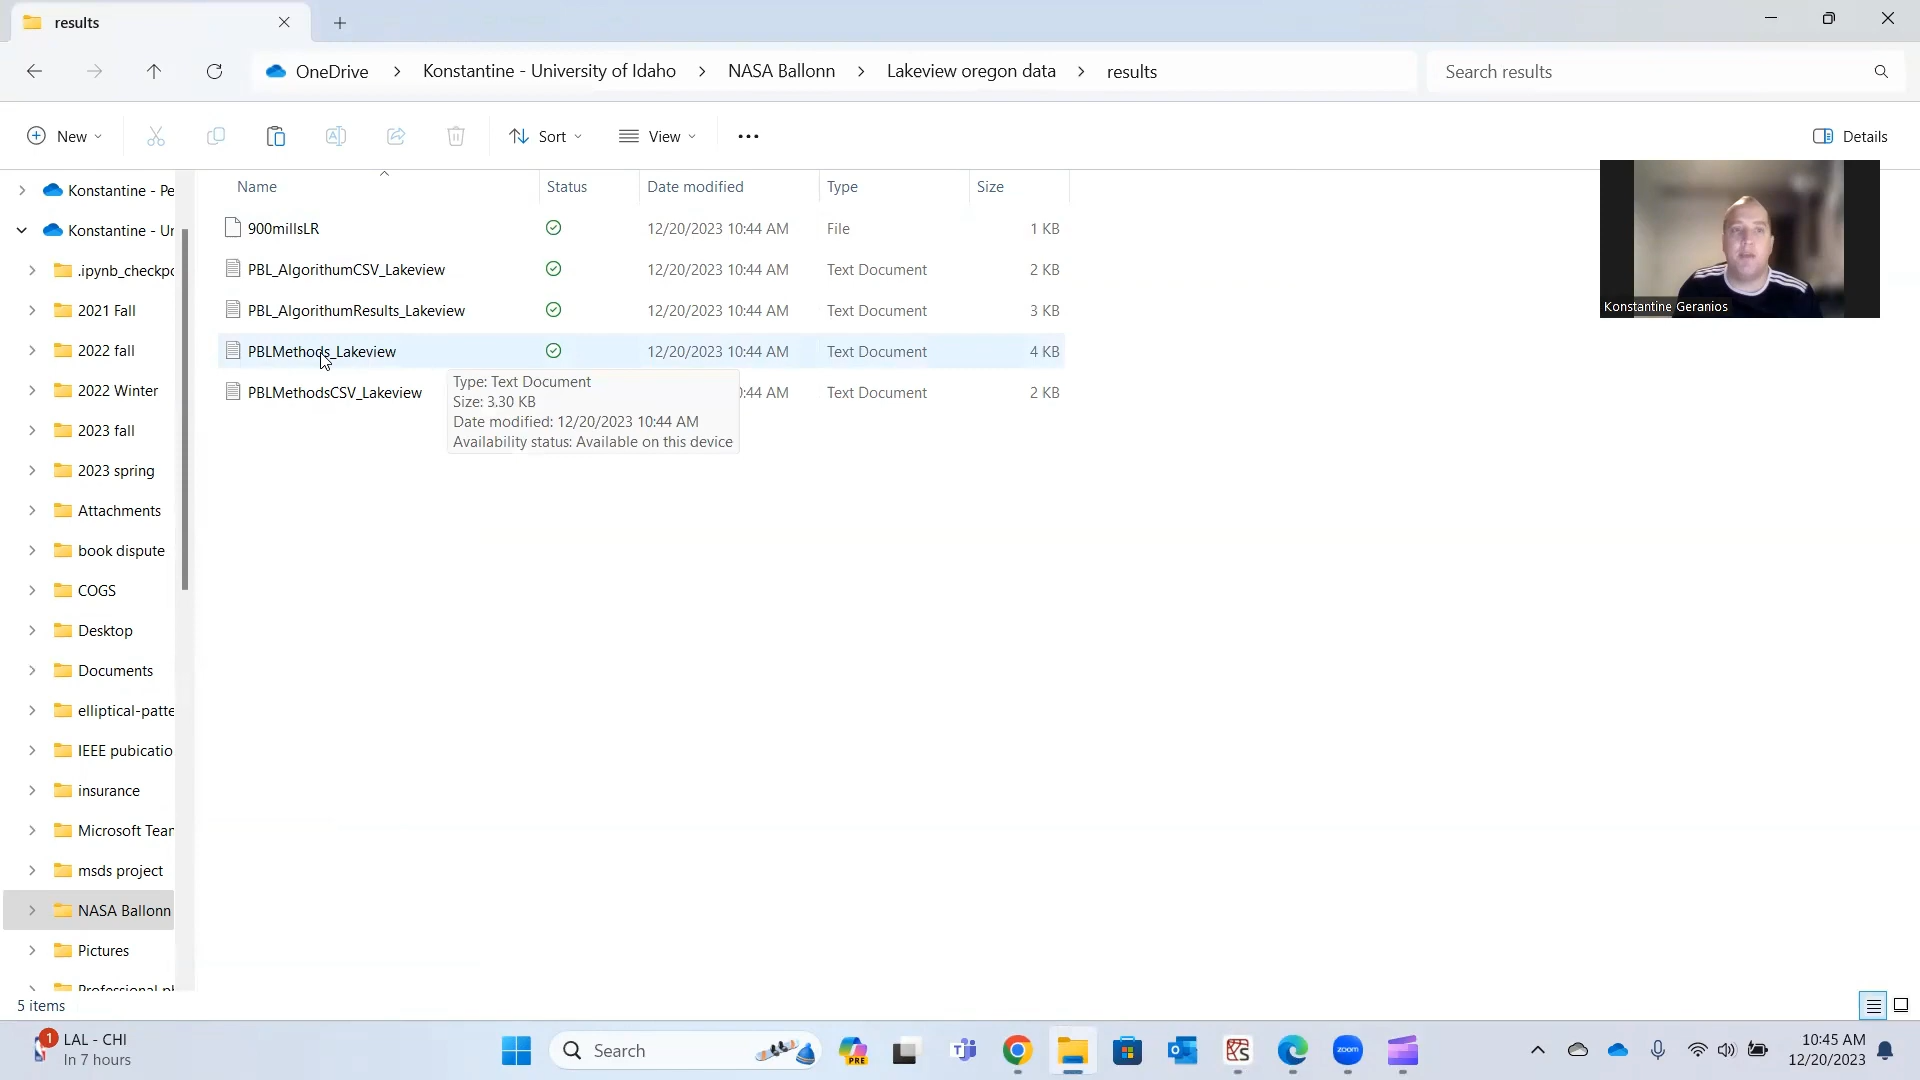 results
OneDrive > Konstantine - University of Idaho > NASA Ballonn > Lakeview oregon data > results
Search results
New
Sort
View
Details
Konstantine - Pe
Konstantine - Ur
.ipynb_checkpo
2021 Fall
2022 fall
2022 Winter
2023 fall
2023 spring
Attachments
book dispute
COGS
Desktop
Documents
elliptical-patte
IEEE pubicatio
insurance
Microsoft Tear
msds project
NASA Ballonn
Pictures
Name Status Date modified Type Size
900millsLR 12/20/2023 10:44 AM File 1 KB
PBL_AlgorithumCSV_Lakeview 12/20/2023 10:44 AM Text Document 2 KB
PBL_AlgorithumResults_Lakeview 12/20/2023 10:44 AM Text Document 3 KB
PBLMethods_Lakeview 12/20/2023 10:44 AM Text Document 4 KB
PBLMethodsCSV_Lakeview :44 AM Text Document 2 KB
Type: Text Document
Size: 3.30 KB
Date modified: 12/20/2023 10:44 AM
Availability status: Available on this device
Konstantine Geranios
5 items
1
LAL - CHI
In 7 hours
Search
PRE
zoom
10:45 AM
12/20/2023